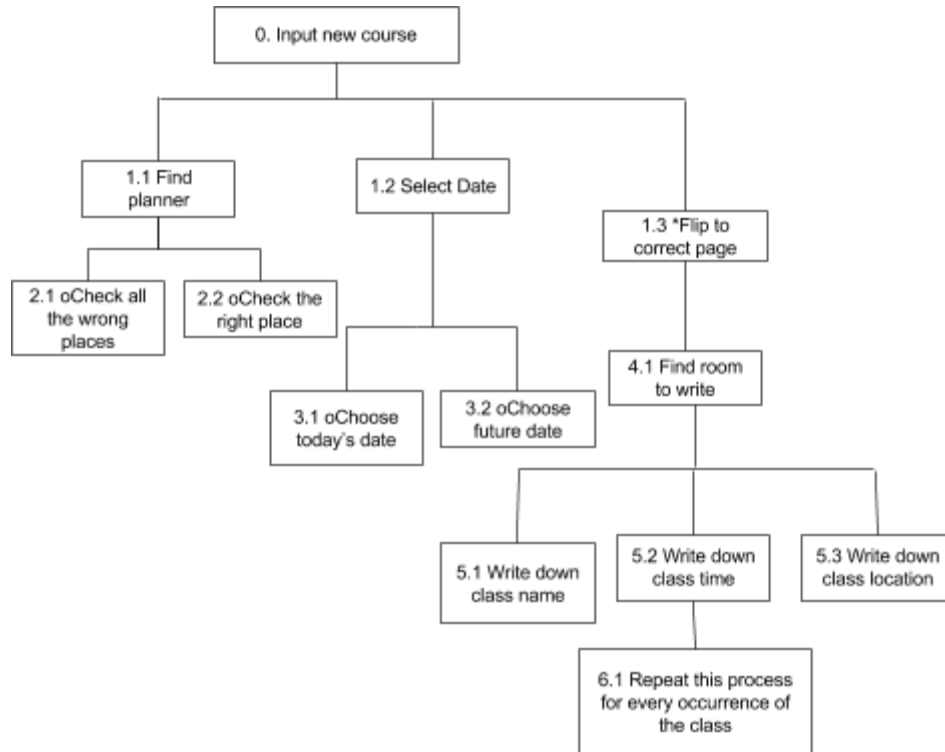 0. Input new course
1.1 Find
planner
1.2 Select Date
1.3 *Flip to
correct page
2.1 oCheck all
the wrong
places
2.2 oCheck the
right place
3.1 oChoose
today's date
3.2 oChoose
future date
4.1 Find room
to write
5.1 Write down
class name
5.2 Write down
class time
5.3 Write down
class location
6.1 Repeat this process
for every occurrence of
the class